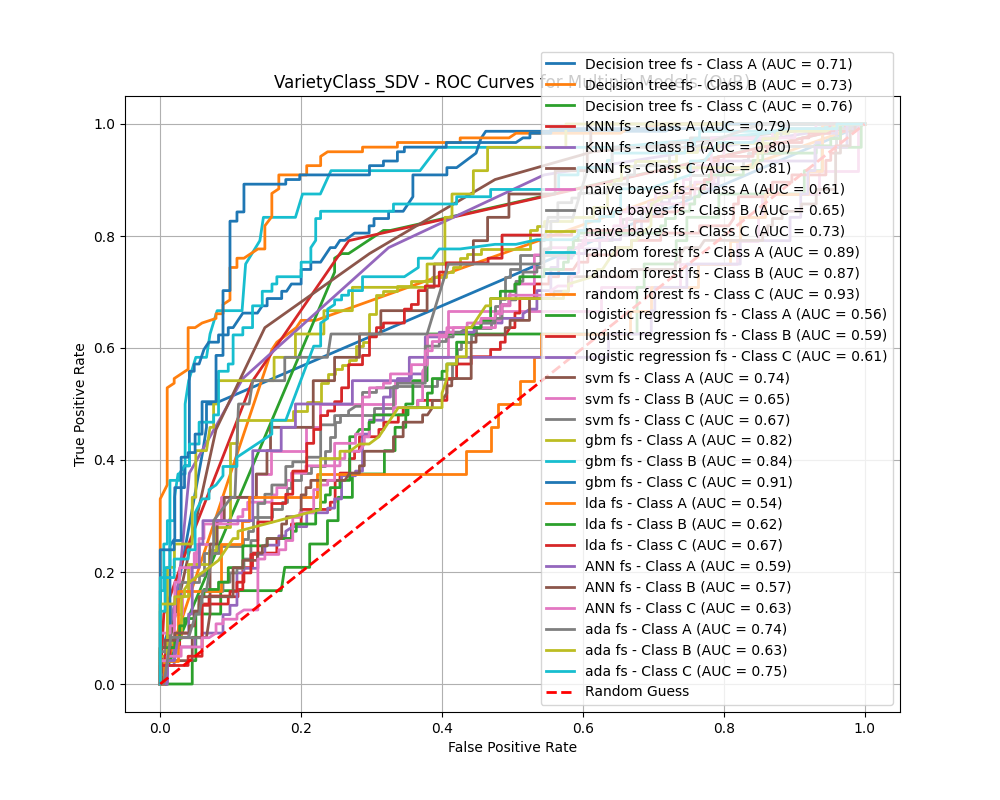 VarietyClass_SDV - ROC Curves for Multiple Models (OvR)
Decision tree fs - Class A (AUC = 0.71)
Decision tree fs - Class B (AUC = 0.73)
Decision tree fs - Class C (AUC = 0.76)
KNN fs - Class A (AUC = 0.79)
KNN fs - Class B (AUC = 0.80)
KNN fs - Class C (AUC = 0.81)
naive bayes fs - Class A (AUC = 0.61)
naive bayes fs - Class B (AUC = 0.65)
naive bayes fs - Class C (AUC = 0.73)
random forest fs - Class A (AUC = 0.89)
random forest fs - Class B (AUC = 0.87)
random forest fs - Class C (AUC = 0.93)
logistic regression fs - Class A (AUC = 0.56)
logistic regression fs - Class B (AUC = 0.59)
logistic regression fs - Class C (AUC = 0.61)
svm fs - Class A (AUC = 0.74)
svm fs - Class B (AUC = 0.65)
svm fs - Class C (AUC = 0.67)
gbm fs - Class A (AUC = 0.82)
gbm fs - Class B (AUC = 0.84)
gbm fs - Class C (AUC = 0.91)
lda fs - Class A (AUC = 0.54)
lda fs - Class B (AUC = 0.62)
lda fs - Class C (AUC = 0.67)
ANN fs - Class A (AUC = 0.59)
ANN fs - Class B (AUC = 0.57)
ANN fs - Class C (AUC = 0.63)
ada fs - Class A (AUC = 0.74)
ada fs - Class B (AUC = 0.63)
ada fs - Class C (AUC = 0.75)
Random Guess
True Positive Rate
1.0
0.8
0.6
0.4
0.2
0.0
0.0
0.2
0.4
0.6
0.8
1.0
False Positive Rate